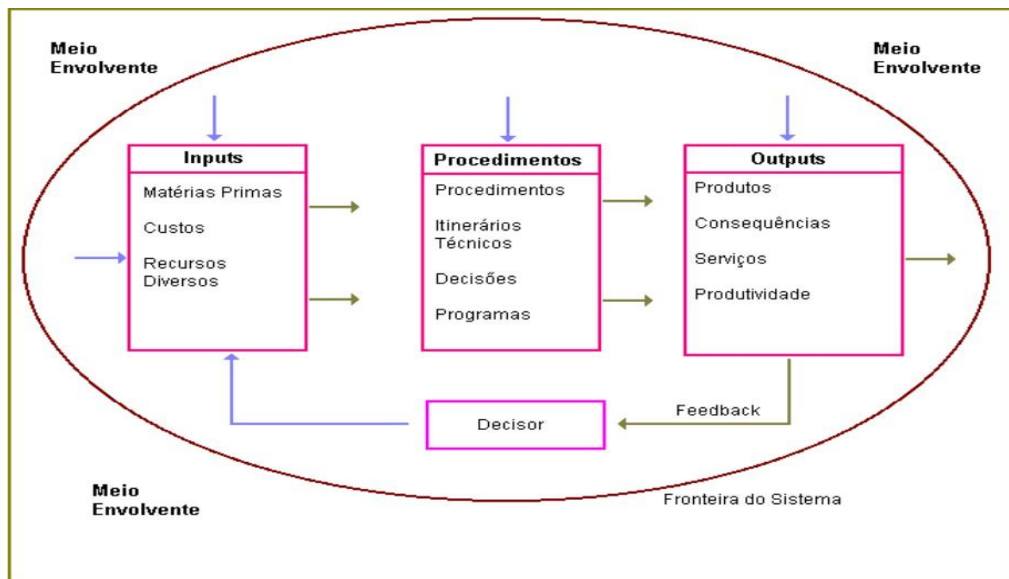 Meio
Envolvente
Meio
Envolvente
Inputs
Matérias Primas
Custos
Recursos
Diversos
Procedimentos
Procedimentos
Itinerários
Técnicos
Decisões
Programas
Outputs
Produtos
Consequências
Serviços
Produtividade
Decisor
Feedback
Meio
Envolvente
Fronteira do Sistema